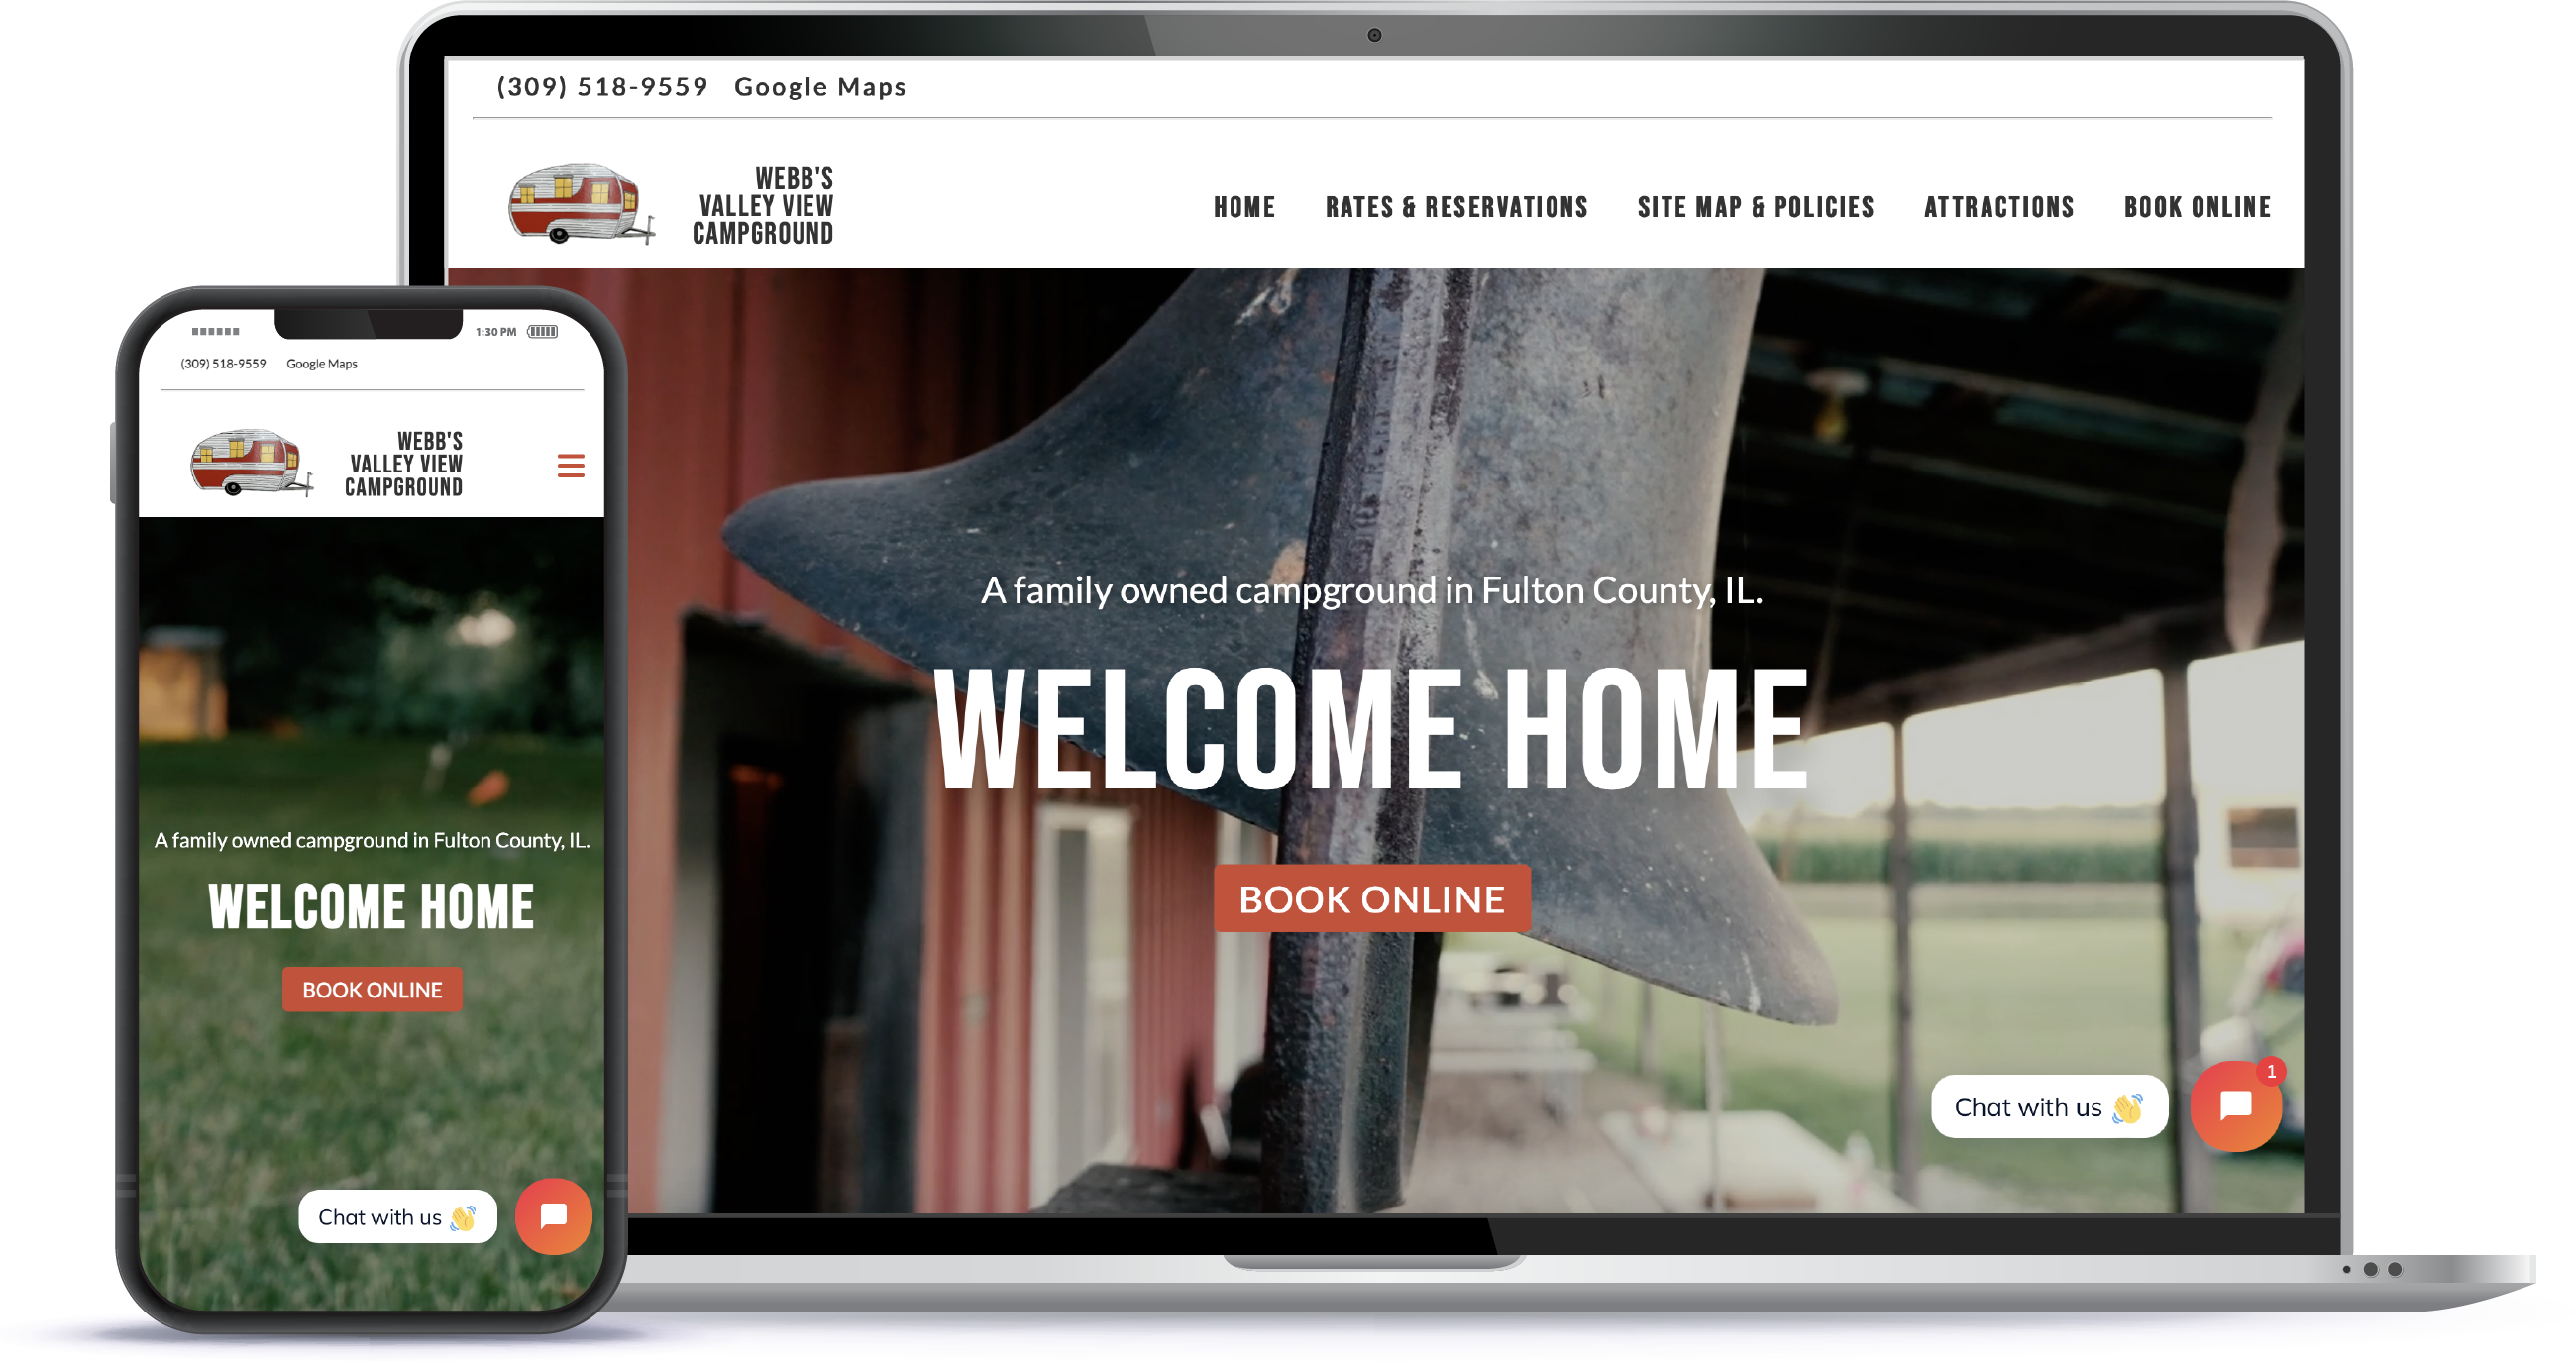 (309) 518-9559 Google Maps
WEBB'S
VALLEY VIEW
CAMPGROUND
HOME RATES & RESERVATIONS SITE MAP & POLICIES ATTRACTIONS BOOK ONLINE
A family owned campground in Fulton County, IL.
WELCOME HOME
BOOK ONLINE
Chat with us 👋
1
1:30 PM
(309) 518-9559 Google Maps
WEBB'S
VALLEY VIEW
CAMPGROUND
A family owned campground in Fulton County, IL.
WELCOME HOME
BOOK ONLINE
Chat with us 👋